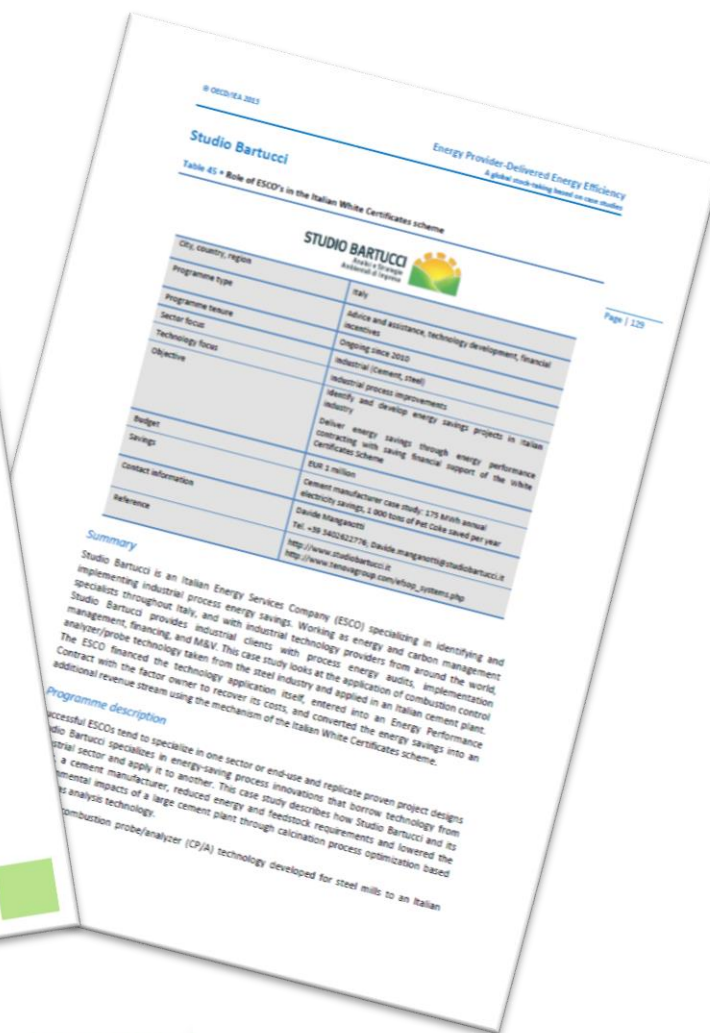 © OECD/IEA 2013
Energy Provider-Delivered Energy Efficiency
A global stock-taking based on case studies
Page | 129
Studio Bartucci
Table 45 • Role of ESCO's in the Italian White Certificates scheme
STUDIO BARTUCCI
Analisi e Strategie
Ambientali di Impresa
City, country, region
Italy
Programme type
Advice and assistance, technology development, financial
incentives
Programme tenure
Ongoing since 2010
Sector focus
Industrial (cement, steel)
Technology focus
Industrial process improvements
Objective
Identify and develop energy savings projects in Italian
industry
Deliver energy savings through energy performance
contracting with saving financial support of the White
Certificates Scheme
Budget
EUR 1 million
Savings
Cement manufacturer case study: 175 MWh annual
electricity savings, 1 000 tons of Pet Coke saved per year
Contact information
Davide Manganotti
Tel. +39 3402622776, Davide.manganotti@studiobartucci.it
Reference
http://www.studiobartucci.it
http://www.tenovagroup.com/efsop_systems.php
Summary
Studio Bartucci is an Italian Energy Services Company (ESCO) specializing in identifying and
implementing industrial process energy savings. Working as energy and carbon management
specialists throughout Italy, and with industrial technology providers from around the world,
Studio Bartucci provides industrial clients with process energy audits, implementation
management, financing, and M&V. This case study looks at the application of combustion control
analyzer/probe technology taken from the steel industry and applied in an Italian cement plant.
The ESCO financed the technology application itself, entered into an Energy Performance
Contract with the factor owner to recover its costs, and converted the energy savings into an
additional revenue stream using the mechanism of the Italian White Certificates scheme.
Programme description
uccessful ESCOs tend to specialize in one sector or end-use and replicate proven project designs
dio Bartucci specializes in energy-saving process innovations that borrow technology from
strial sector and apply it to another. This case study describes how Studio Bartucci and its
, a cement manufacturer, reduced energy and feedstock requirements and lowered the
nmental impacts of a large cement plant through calcination process optimization based
as analysis technology.
combustion probe/analyzer (CP/A) technology developed for steel mills to an Italian